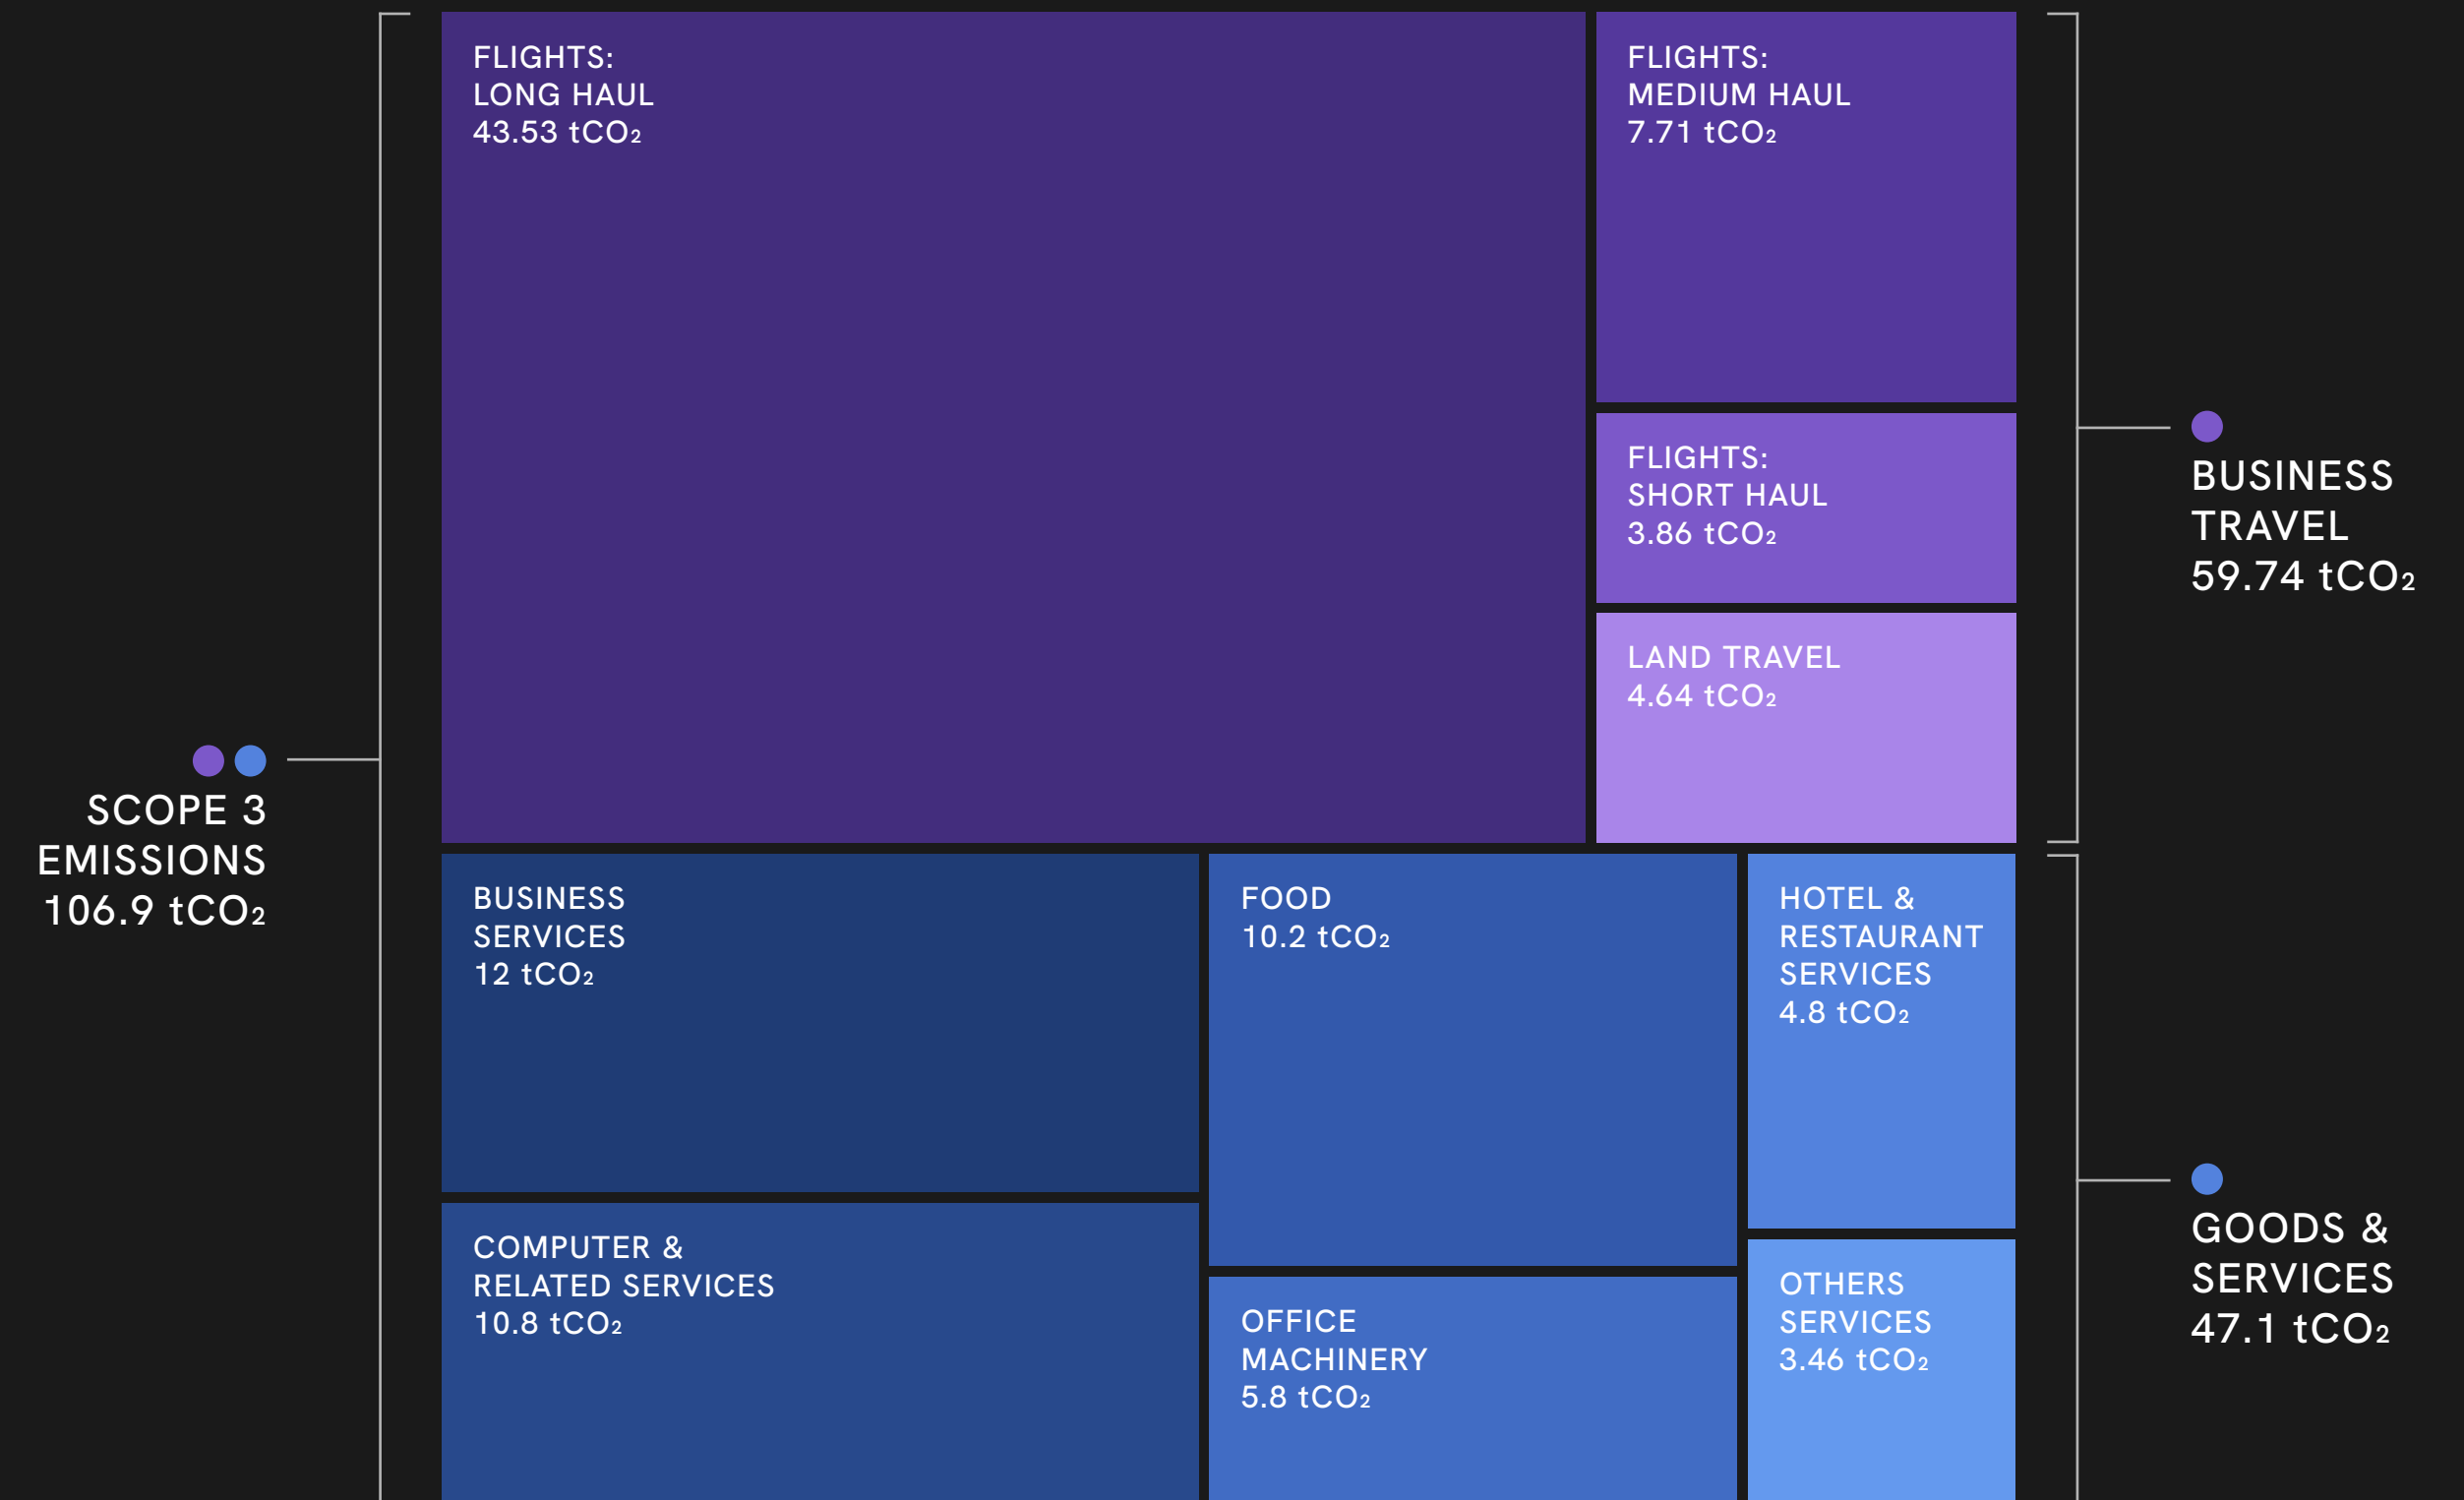 FLIGHTS:
LONG HAUL
43.53 tCO₂
FLIGHTS:
MEDIUM HAUL
7.71 tCO₂
FLIGHTS:
SHORT HAUL
3.86 tCO₂
LAND TRAVEL
4.64 tCO₂
BUSINESS
TRAVEL
59.74 tCO₂
SCOPE 3
EMISSIONS
106.9 tCO₂
BUSINESS
SERVICES
12 tCO₂
FOOD
10.2 tCO₂
HOTEL &
RESTAURANT
SERVICES
4.8 tCO₂
COMPUTER &
RELATED SERVICES
10.8 tCO₂
OFFICE
MACHINERY
5.8 tCO₂
OTHERS
SERVICES
3.46 tCO₂
GOODS &
SERVICES
47.1 tCO₂